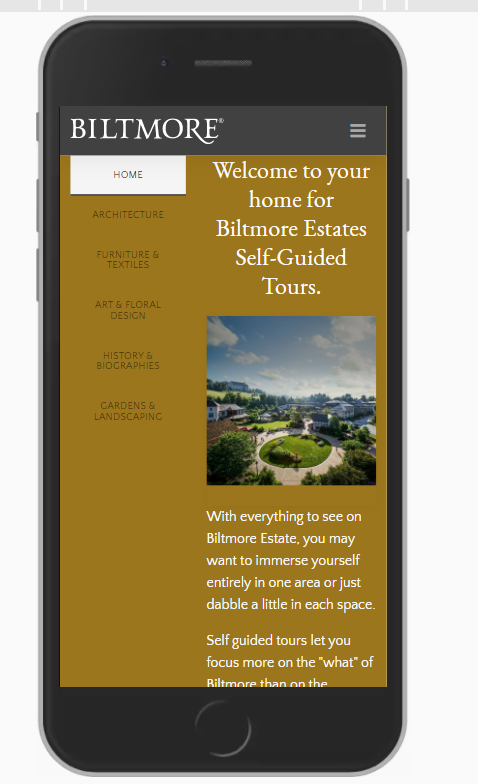 BILTMORE®
HOME
ARCHITECTURE
FURNITURE &
TEXTILES
ART & FLORAL
DESIGN
HISTORY &
BIOGRAPHIES
GARDENS &
LANDSCAPING
Welcome to your
home for
Biltmore Estates
Self-Guided
Tours.
With everything to see on
Biltmore Estate, you may
want to immerse yourself
entirely in one area or just
dabble a little in each space.
Self guided tours let you
focus more on the "what" of
Biltmore than on the